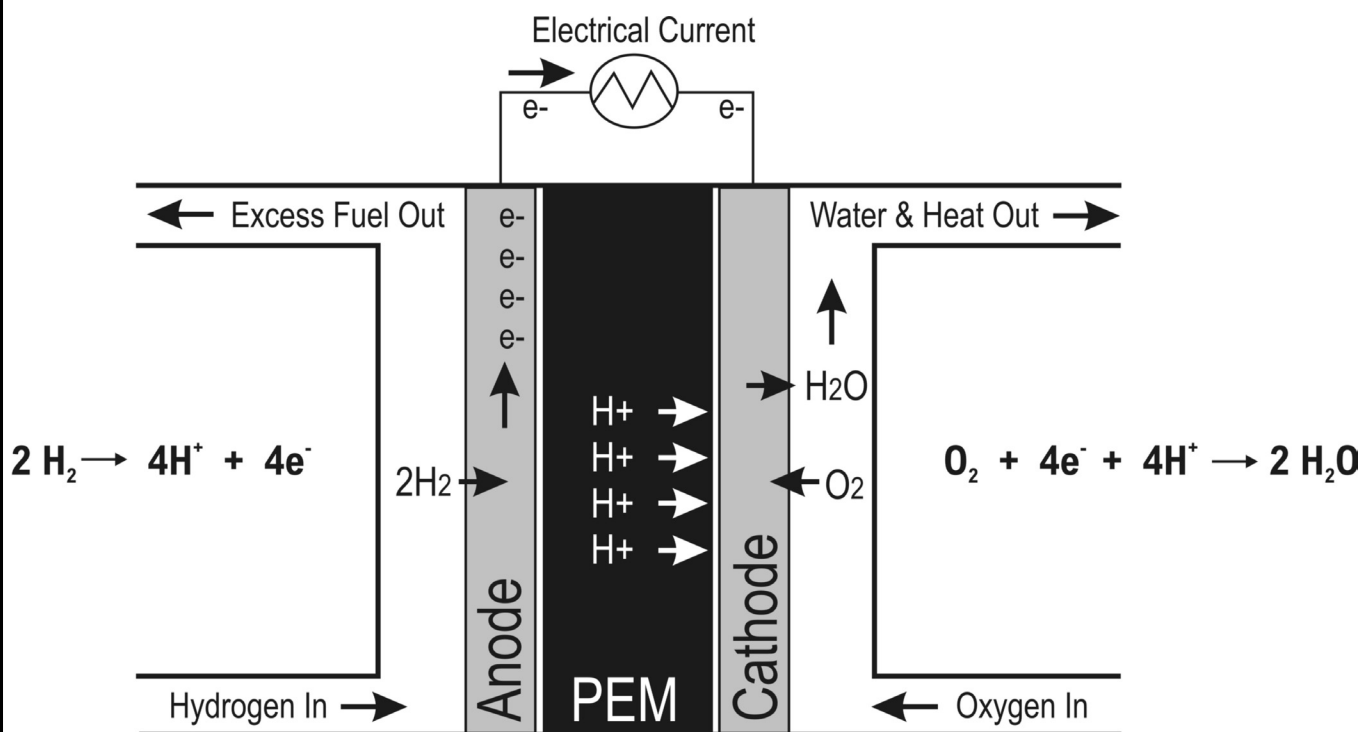 Electrical Current
e-
e-
Excess Fuel Out
e-
e-
e-
e-
Water & Heat Out
H+
H+
H+
H+
H2O
2 H₂ → 4H⁺ + 4e⁻
2H2
O2
O₂ + 4e⁻ + 4H⁺ → 2 H₂O
Anode
PEM
Cathode
Hydrogen In
Oxygen In